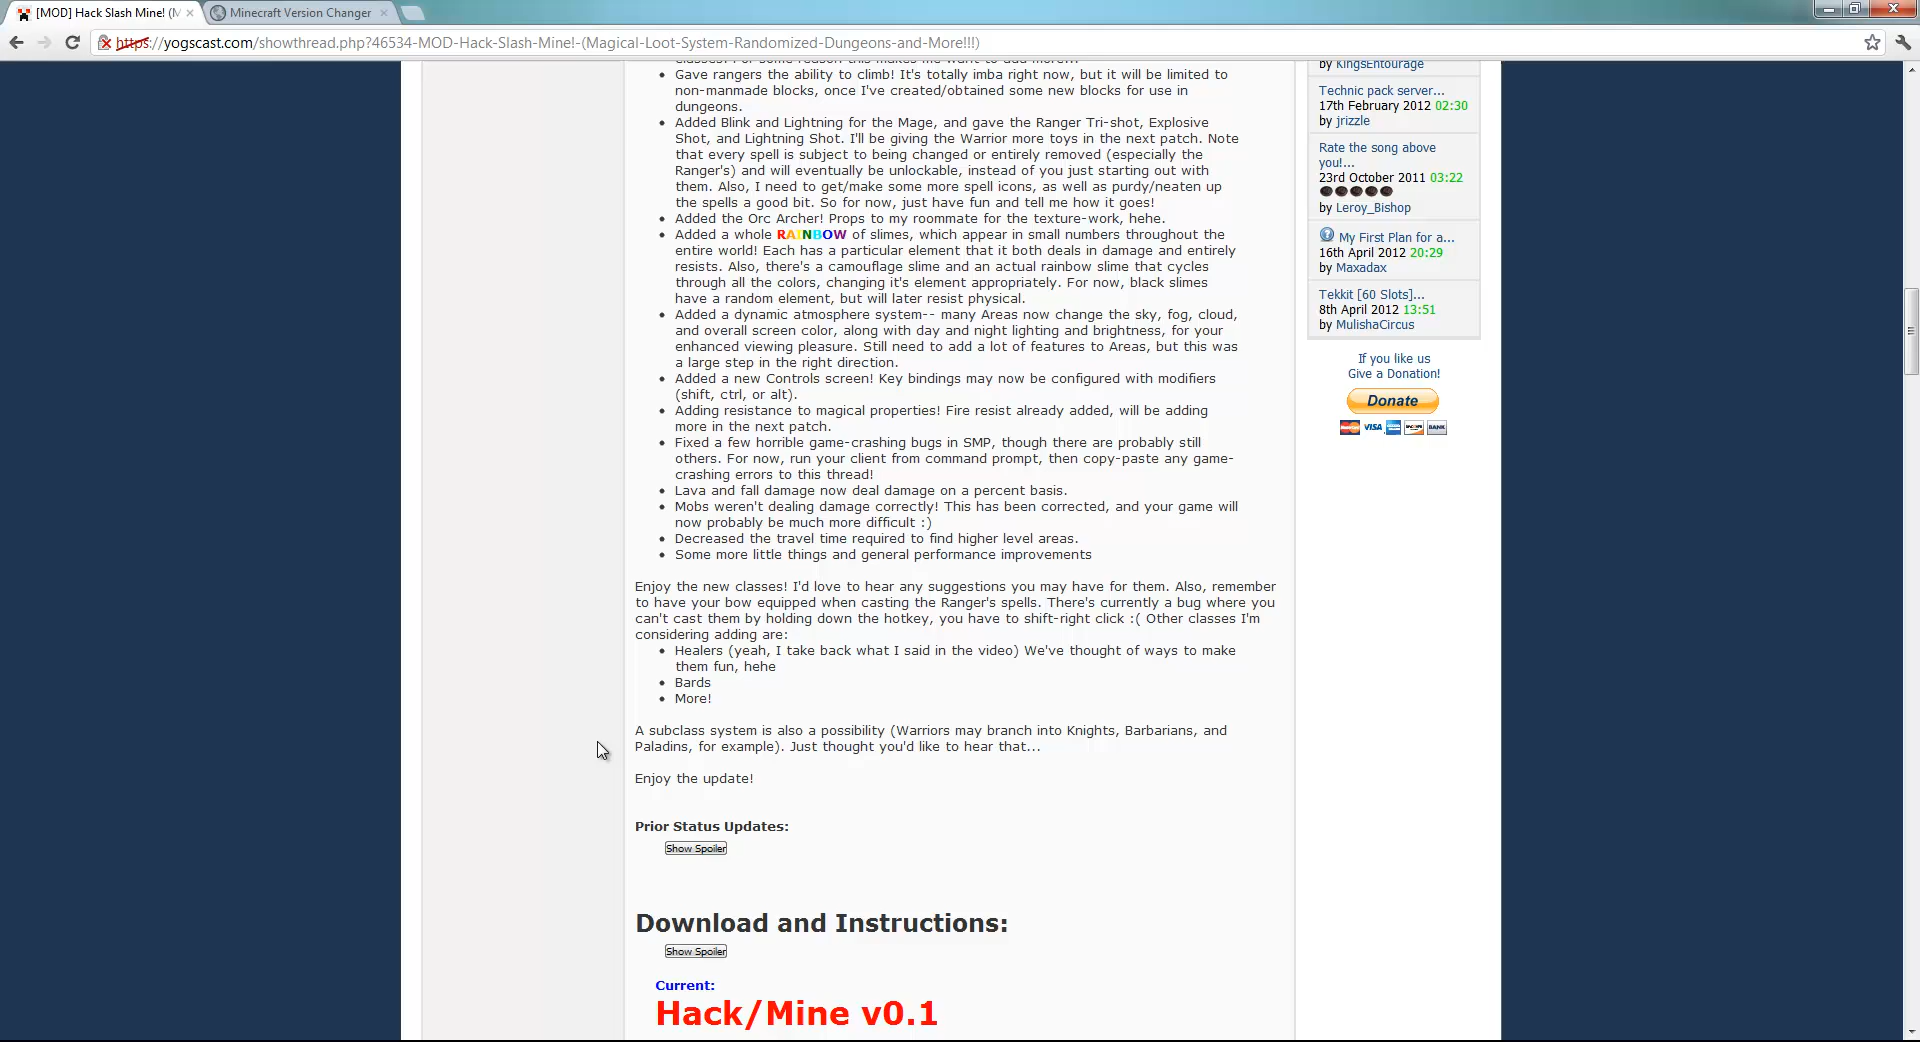 [MOD] Hack Slash Mine! (M
Minecraft Version Changer
https://yogscast.com/showthread.php?46534-MOD-Hack-Slash-Mine!-(Magical-Loot-System-Randomized-Dungeons-and-More!!!)
Gave rangers the ability to climb! It's totally imba right now, but it will be limited to
non-manmade blocks, once I've created/obtained some new blocks for use in
dungeons.
Added Blink and Lightning for the Mage, and gave the Ranger Tri-shot, Explosive
Shot, and Lightning Shot. I'll be giving the Warrior more toys in the next patch. Note
that every spell is subject to being changed or entirely removed (especially the
Ranger's) and will eventually be unlockable, instead of you just starting out with
them. Also, I need to get/make some more spell icons, as well as purdy/neaten up
the spells a good bit. So for now, just have fun and tell me how it goes!
Added the Orc Archer! Props to my roommate for the texture-work, hehe.
Added a whole RAINBOW of slimes, which appear in small numbers throughout the
entire world! Each has a particular element that it both deals in damage and entirely
resists. Also, there's a camouflage slime and an actual rainbow slime that cycles
through all the colors, changing it's element appropriately. For now, black slimes
have a random element, but will later resist physical.
Added a dynamic atmosphere system-- many Areas now change the sky, fog, cloud,
and overall screen color, along with day and night lighting and brightness, for your
enhanced viewing pleasure. Still need to add a lot of features to Areas, but this was
a large step in the right direction.
Added a new Controls screen! Key bindings may now be configured with modifiers
(shift, ctrl, or alt).
Adding resistance to magical properties! Fire resist already added, will be adding
more in the next patch.
Fixed a few horrible game-crashing bugs in SMP, though there are probably still
others. For now, run your client from command prompt, then copy-paste any game-
crashing errors to this thread!
Lava and fall damage now deal damage on a percent basis.
Mobs weren't dealing damage correctly! This has been corrected, and your game will
now probably be much more difficult :)
Decreased the travel time required to find higher level areas.
Some more little things and general performance improvements
Enjoy the new classes! I'd love to hear any suggestions you may have for them. Also, remember
to have your bow equipped when casting the Ranger's spells. There's currently a bug where you
can't cast them by holding down the hotkey, you have to shift-right click :( Other classes I'm
considering adding are:
Healers (yeah, I take back what I said in the video) We've thought of ways to make
them fun, hehe
Bards
More!
A subclass system is also a possibility (Warriors may branch into Knights, Barbarians, and
Paladins, for example). Just thought you'd like to hear that...
Enjoy the update!
Prior Status Updates:
Show Spoiler
Download and Instructions:
Show Spoiler
Current:
Hack/Mine v0.1
by KingsEntourage
Technic pack server...
17th February 2012 02:30
by jrizzle
Rate the song above
you!...
23rd October 2011 03:22
by Leroy_Bishop
My First Plan for a...
16th April 2012 20:29
by Maxadax
Tekkit [60 Slots]...
8th April 2012 13:51
by MulishaCircus
If you like us
Give a Donation!
Donate
VISA
BANK